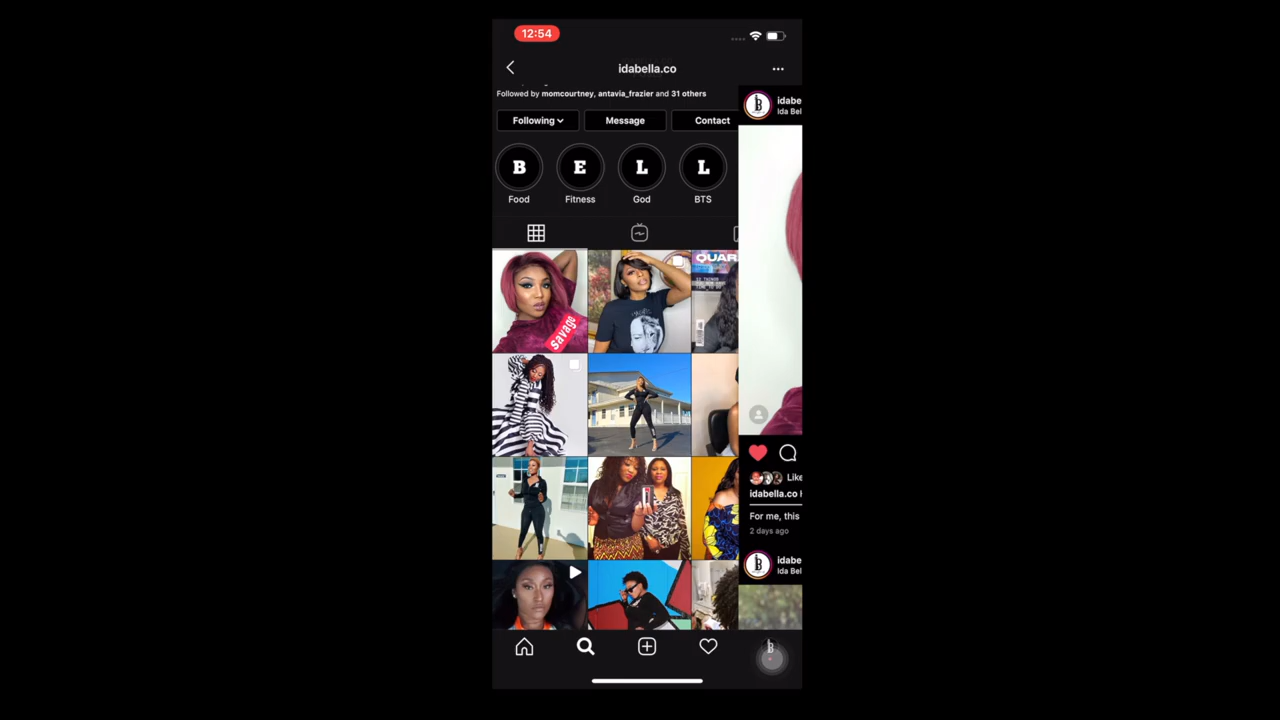 12:54
idabella.co
Followed by momcourtney, antavia_frazier and 31 others
idabe
Ida Bel
Following
Message
Contact
B
E
L
L
Food
Fitness
God
BTS
QUAR
savage
Like
idabella.co
For me, this
2 days ago
idabe
Ida Bel